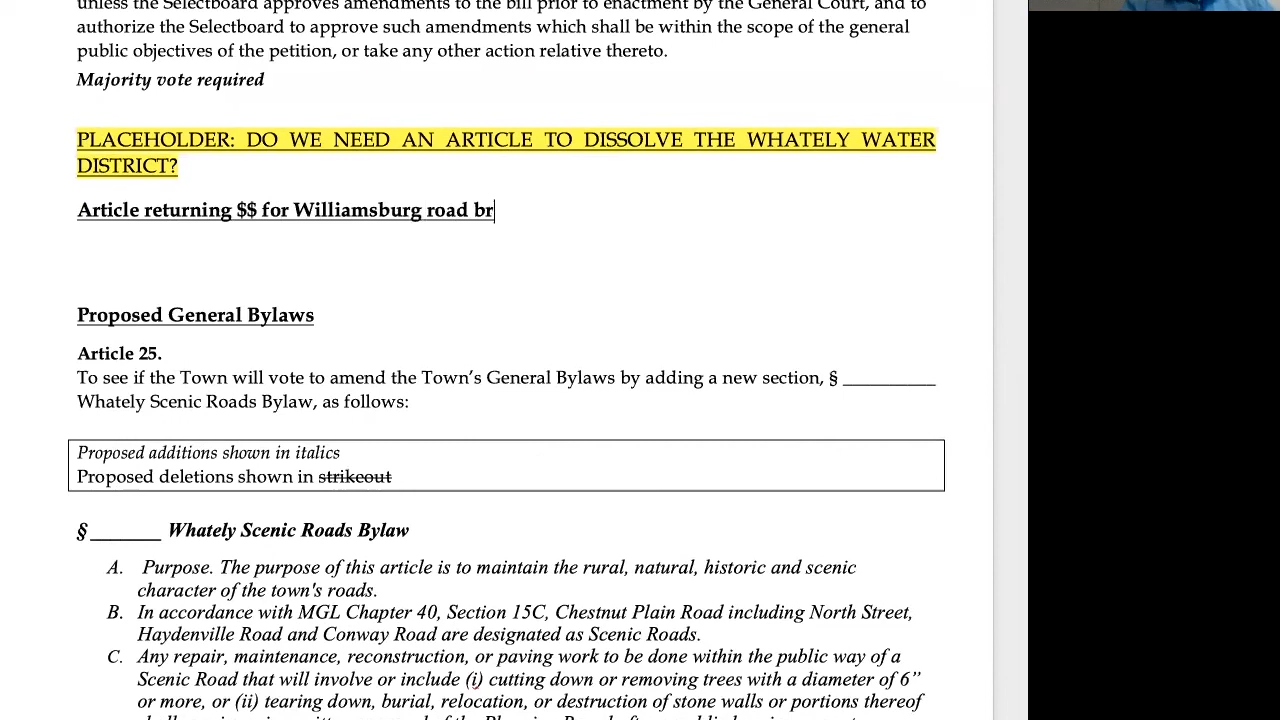 unless the Selectboard approves amendments to the bill prior to enactment by the General Court, and to
authorize the Selectboard to approve such amendments which shall be within the scope of the general
public objectives of the petition, or take any other action relative thereto.
Majority vote required
PLACEHOLDER: DO WE NEED AN ARTICLE TO DISSOLVE THE WHATELY WATER
DISTRICT?
Article returning $$ for Williamsburg road br
Proposed General Bylaws
Article 25.
To see if the Town will vote to amend the Town’s General Bylaws by adding a new section, § __________
Whately Scenic Roads Bylaw, as follows:
Proposed additions shown in italics
Proposed deletions shown in strikeout
§ ________ Whately Scenic Roads Bylaw
A. Purpose. The purpose of this article is to maintain the rural, natural, historic and scenic
character of the town's roads.
B. In accordance with MGL Chapter 40, Section 15C, Chestnut Plain Road including North Street,
Haydenville Road and Conway Road are designated as Scenic Roads.
C. Any repair, maintenance, reconstruction, or paving work to be done within the public way of a
Scenic Road that will involve or include (i) cutting down or removing trees with a diameter of 6”
or more, or (ii) tearing down, burial, relocation, or destruction of stone walls or portions thereof